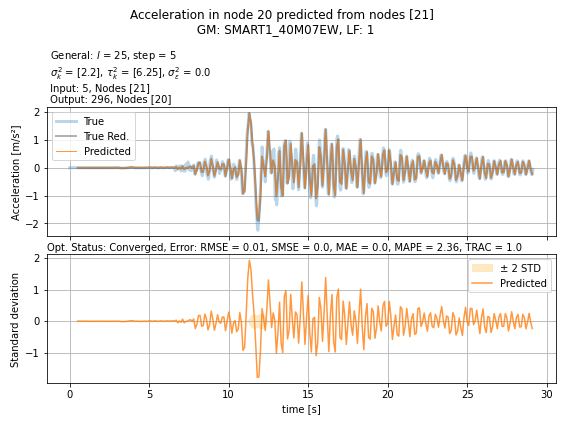 Acceleration in node 20 predicted from nodes [21]
GM: SMART1_40M07EW, LF: 1
General: l = 25, step = 5
σ²ₖ = [2.2], τ²ₖ = [6.25], σ²_ε = 0.0
Input: 5, Nodes [21]
Output: 296, Nodes [20]
Acceleration [m/s²]
2
1
0
−1
−2
True
True Red.
Predicted
Opt. Status: Converged, Error: RMSE = 0.01, SMSE = 0.0, MAE = 0.0, MAPE = 2.36, TRAC = 1.0
Standard deviation
2
1
0
−1
± 2 STD
Predicted
0 5 10 15 20 25 30
time [s]